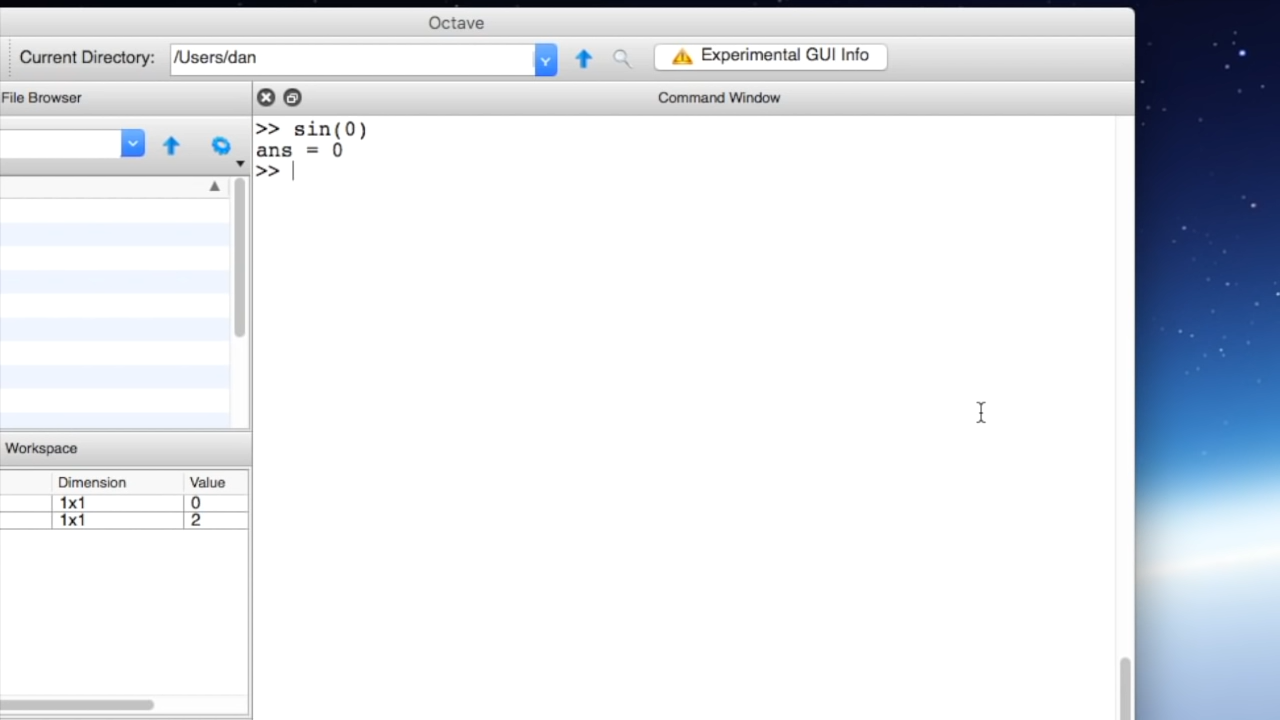 Octave
Current Directory: /Users/dan Experimental GUI Info
File Browser
Command Window
>> sin(0)
ans = 0
>>
Workspace
Dimension Value
1x1 0
1x1 2